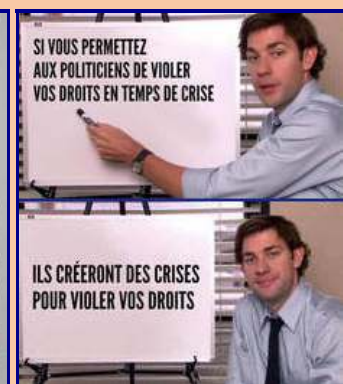 SI VOUS PERMETTEZ
AUX POLITICIENS DE VIOLER
VOS DROITS EN TEMPS DE CRISE
ILS CRÉERONT DES CRISES
POUR VIOLER VOS DROITS